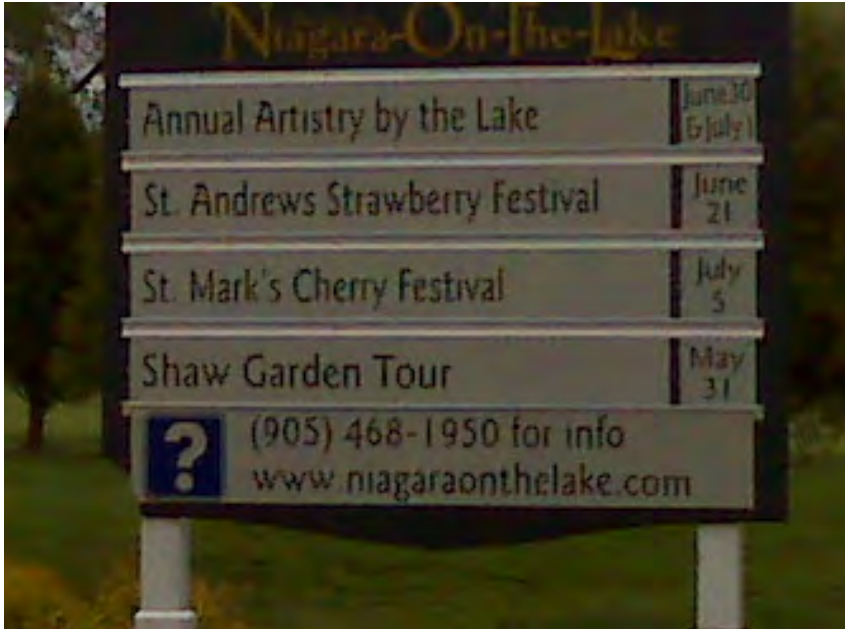 Niagara-On-The-Lake
Annual Artistry by the Lake
June 30
& July 1
St. Andrews Strawberry Festival
June
21
St. Mark's Cherry Festival
July
5
Shaw Garden Tour
May
31
?
(905) 468-1950 for info
www.niagaraonthelake.com